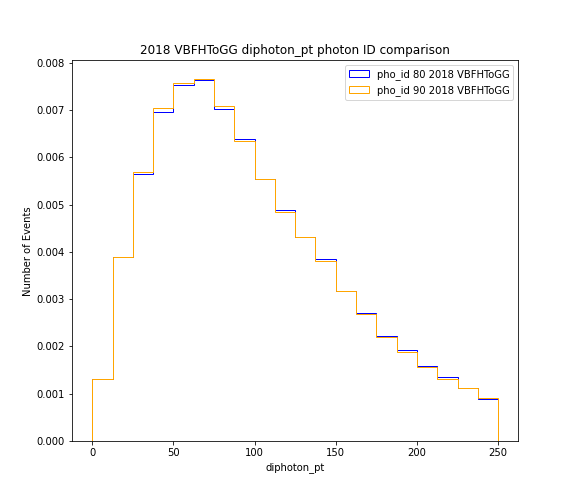 2018 VBFHToGG diphoton_pt photon ID comparison
pho_id 80 2018 VBFHToGG
pho_id 90 2018 VBFHToGG
Number of Events
0.008
0.007
0.006
0.005
0.004
0.003
0.002
0.001
0.000
0 50 100 150 200 250
diphoton_pt